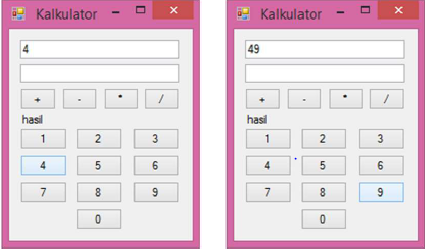 Kalkulator
4
+ - * /
hasil
1 2 3
4 5 6
7 8 9
0
Kalkulator
49
+ - * /
hasil
1 2 3
4 5 6
7 8 9
0